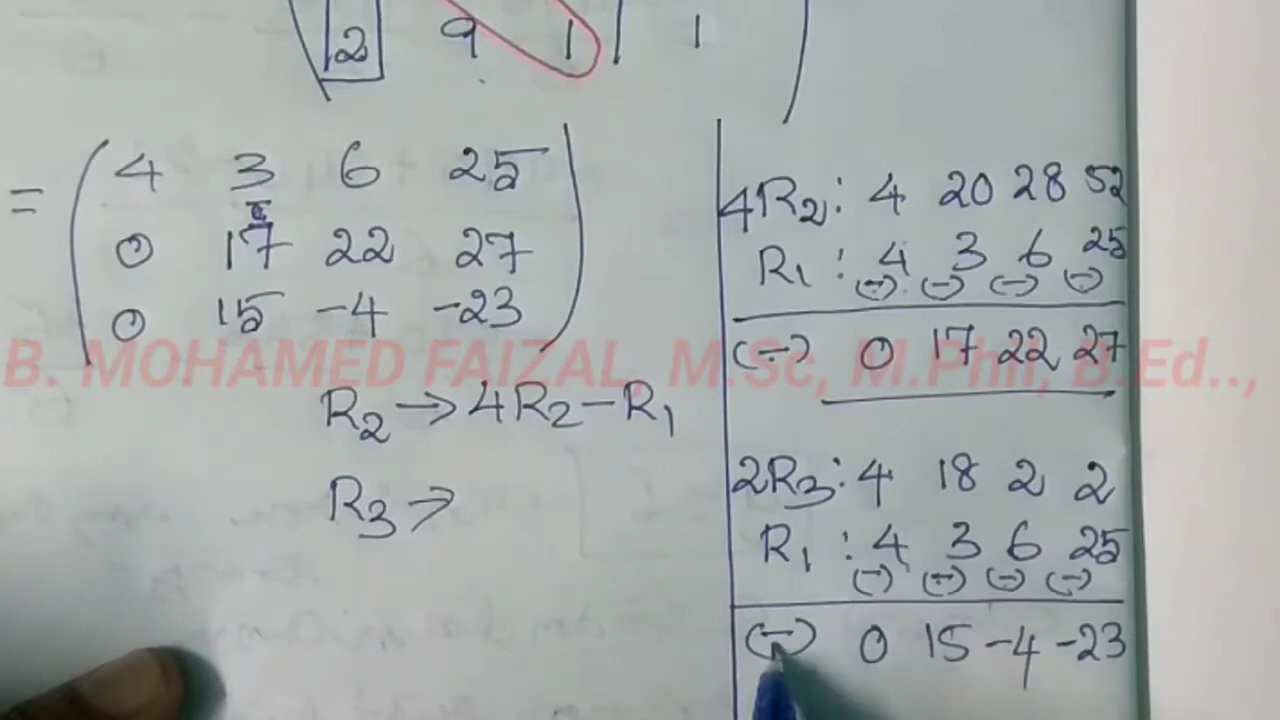 2 9 1 1
= 4 3 6 25
0 17 22 27
0 15 -4 -23
R2 → 4R2 - R1
R3 →
4R2: 4 20 28 52
R1: 4 3 6 25
(-) (-) (-) (-)
(-) 0 17 22 27
2R3: 4 18 2 2
R1: 4 3 6 25
(-) (-) (-) (-)
(-) 0 15 -4 -23
B. MOHAMED FAIZAL, M.Sc, M.Phil, B.Ed..,